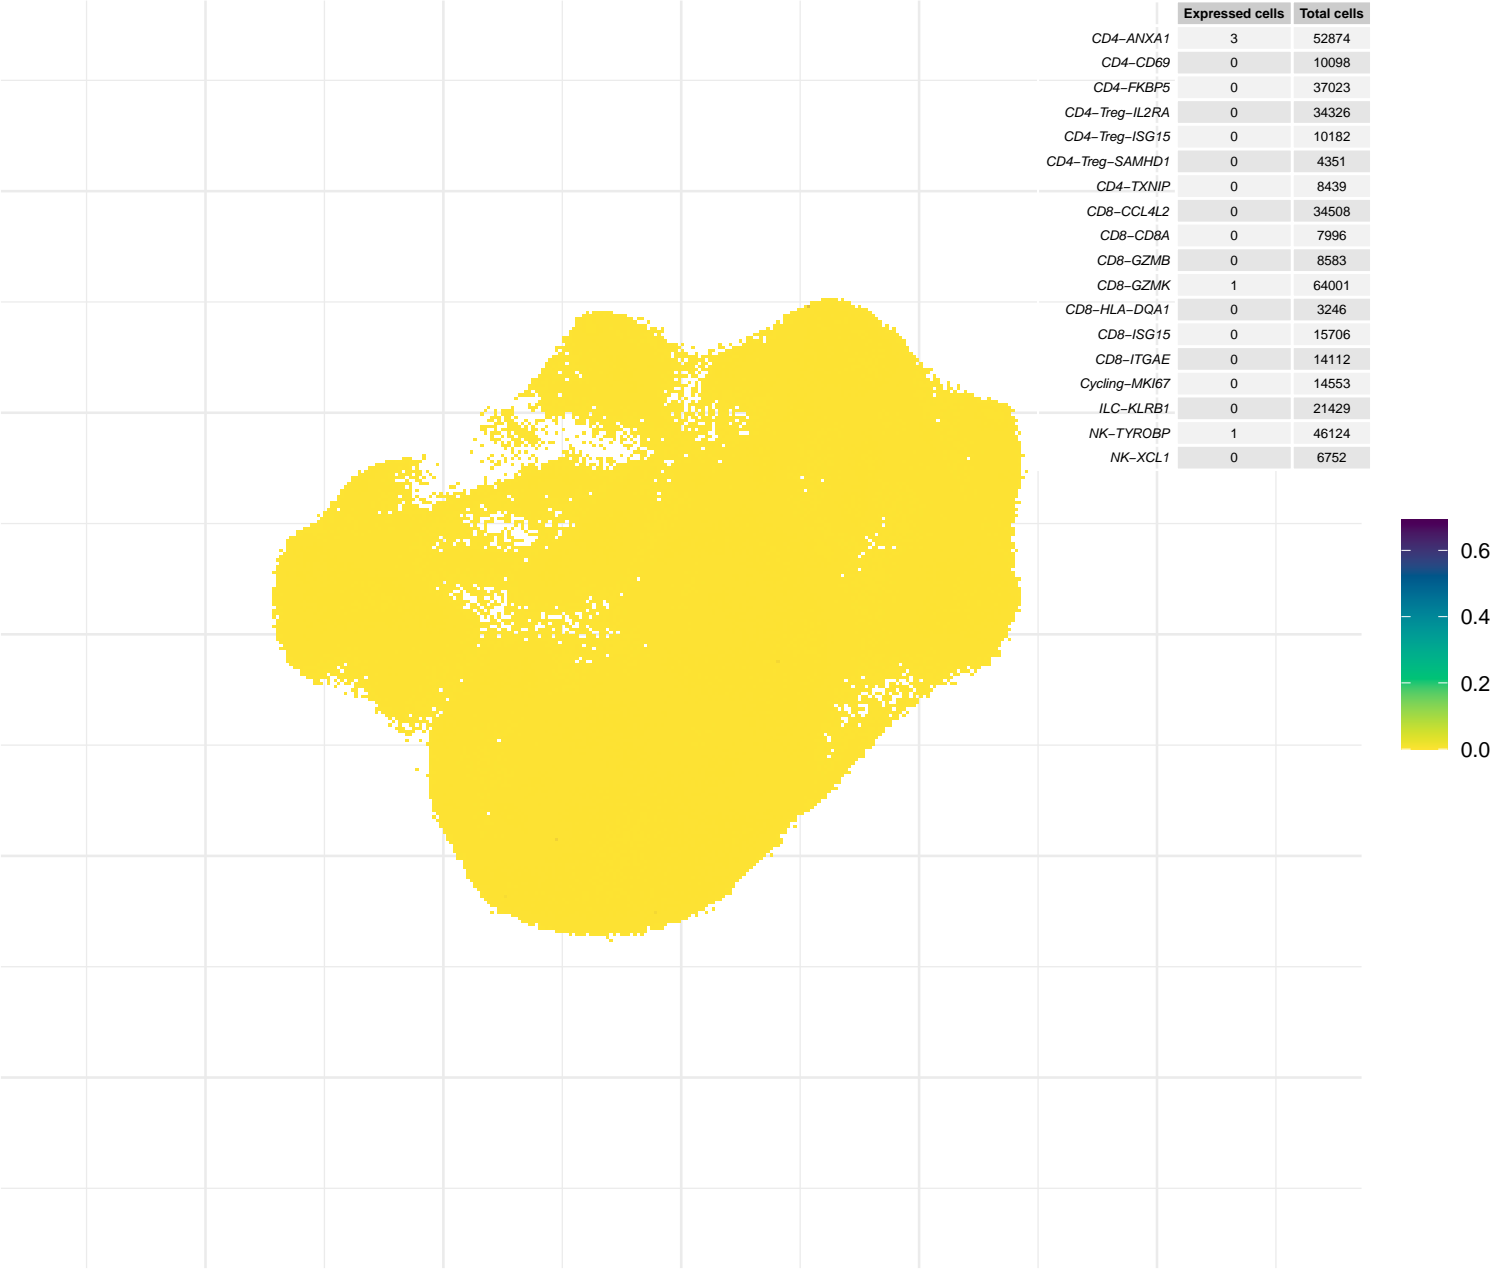 Expressed cells Total cells
CD4−ANXA1 3 52874
CD4−CD69 0 10098
CD4−FKBP5 0 37023
CD4−Treg−IL2RA 0 34326
CD4−Treg−ISG15 0 10182
CD4−Treg−SAMHD1 0 4351
CD4−TXNIP 0 8439
CD8−CCL4L2 0 34508
CD8−CD8A 0 7996
CD8−GZMB 0 8583
CD8−GZMK 1 64001
CD8−HLA−DQA1 0 3246
CD8−ISG15 0 15706
CD8−ITGAE 0 14112
Cycling−MKI67 0 14553
ILC−KLRB1 0 21429
NK−TYROBP 1 46124
NK−XCL1 0 6752
0.6
0.4
0.2
0.0